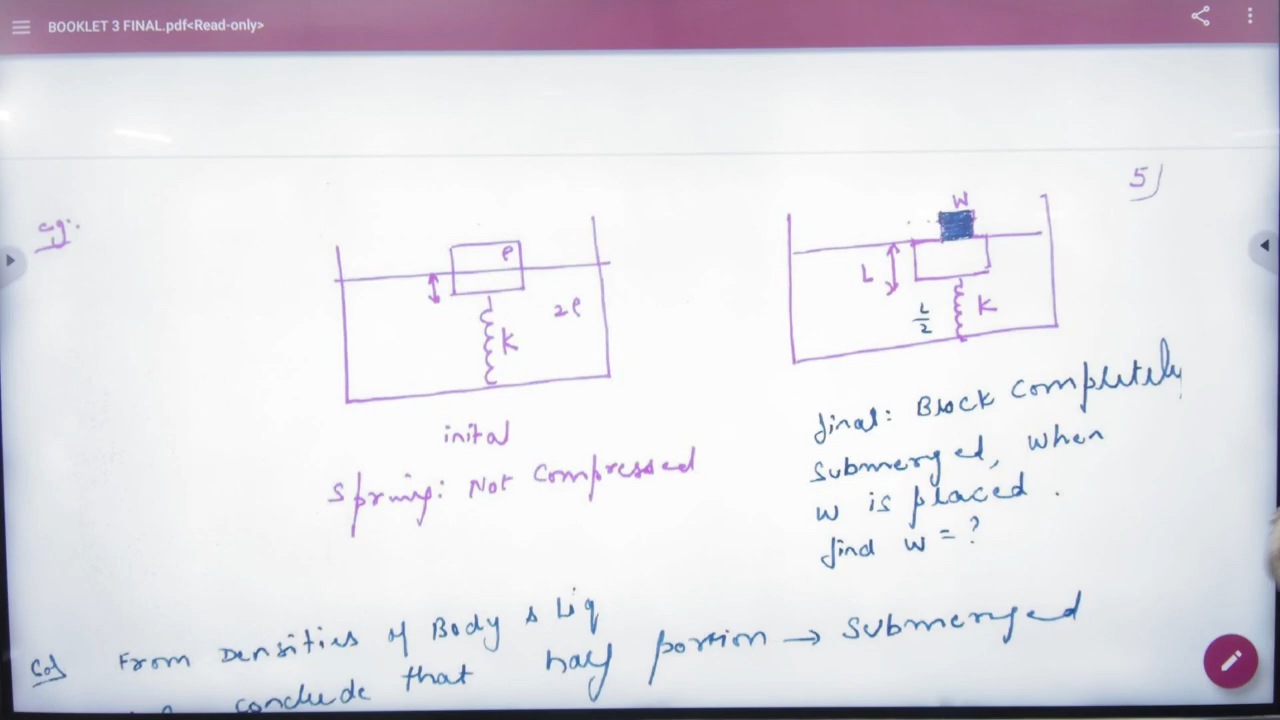 BOOKLET 3 FINAL.pdf<Read-only>
5)
eg:
ρ
2ρ
K
inital
Spring: Not Compressed
W
L
L/2
K
final: Block Completely
Submerged, when
W is placed.
find W = ?
Sol From Densities of Body & Liq
conclude that half portion → Submerged